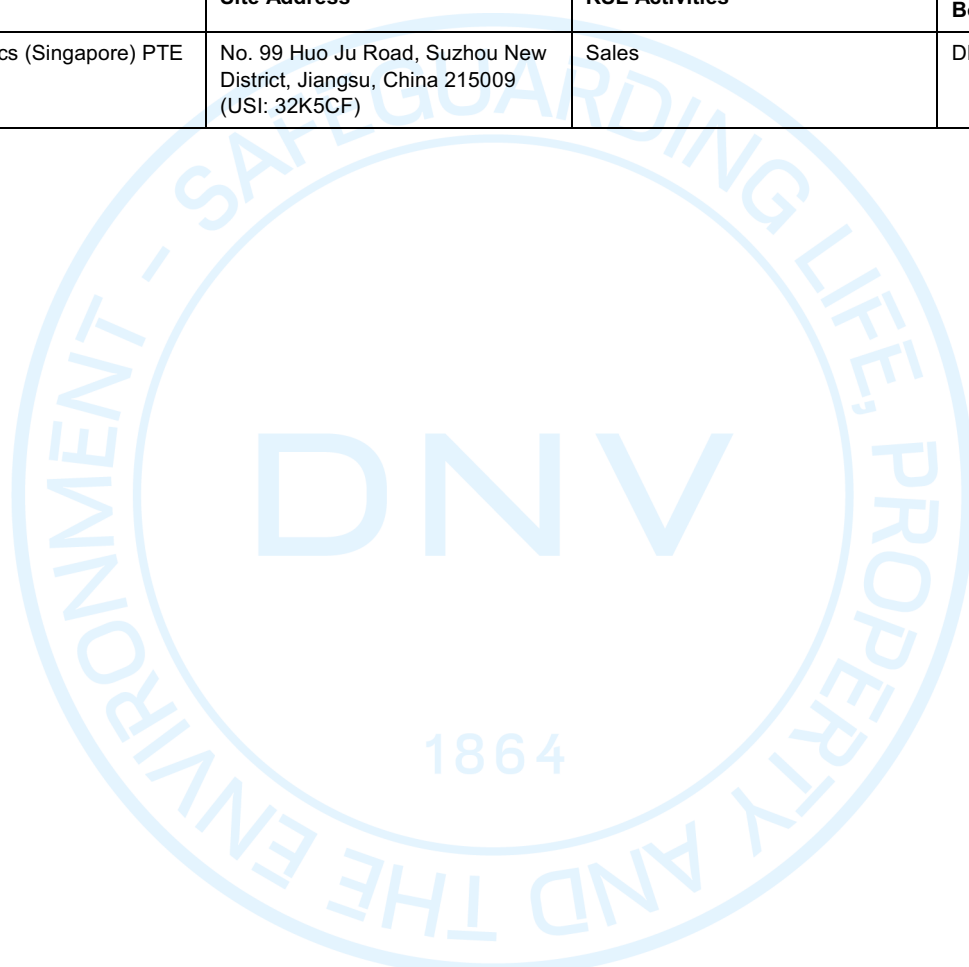 Site Address
RSL Activities
cs (Singapore) PTE
No. 99 Huo Ju Road, Suzhou New
District, Jiangsu, China 215009
(USI: 32K5CF)
Sales
SAFEGUARDING LIFE, PROPERTY AND THE ENVIRONMENT -
DNV
1864